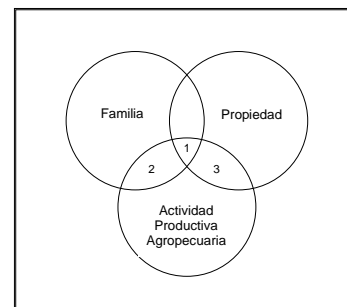 Familia
Propiedad
1
2
3
Actividad
Productiva
Agropecuaria